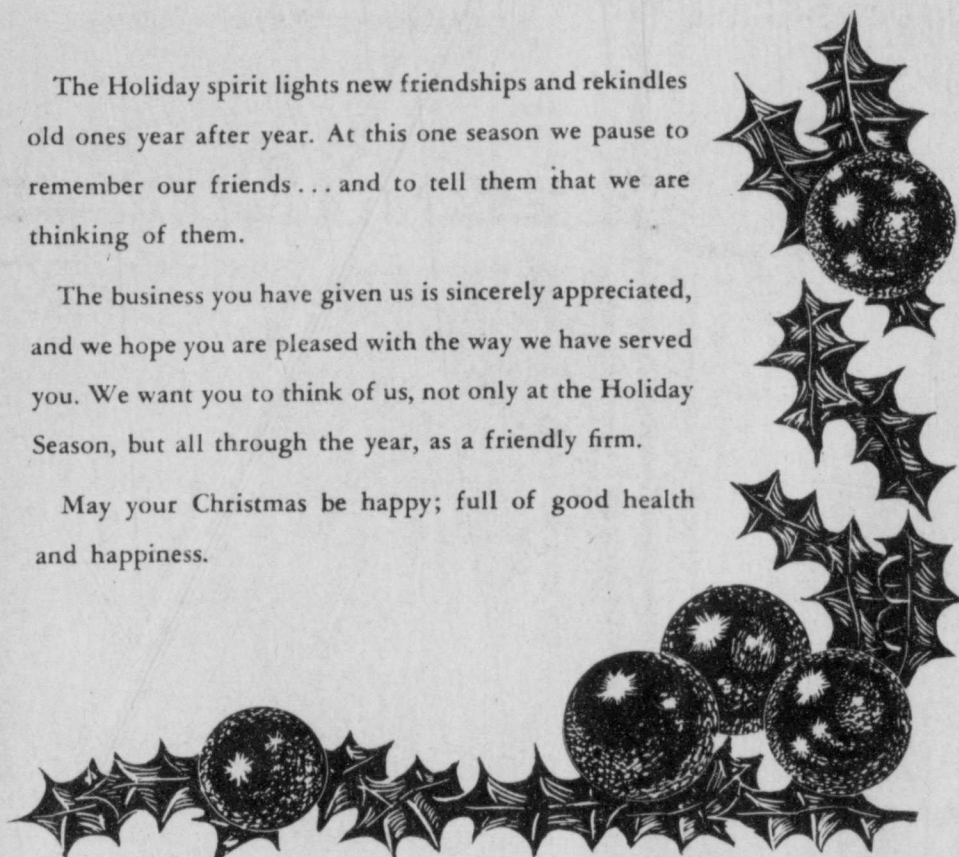 The Holiday spirit lights new friendships and rekindles
old ones year after year. At this one season we pause to
remember our friends . . . and to tell them that we are
thinking of them.
The business you have given us is sincerely appreciated,
and we hope you are pleased with the way we have served
you. We want you to think of us, not only at the Holiday
Season, but all through the year, as a friendly firm.
May your Christmas be happy; full of good health
and happiness.